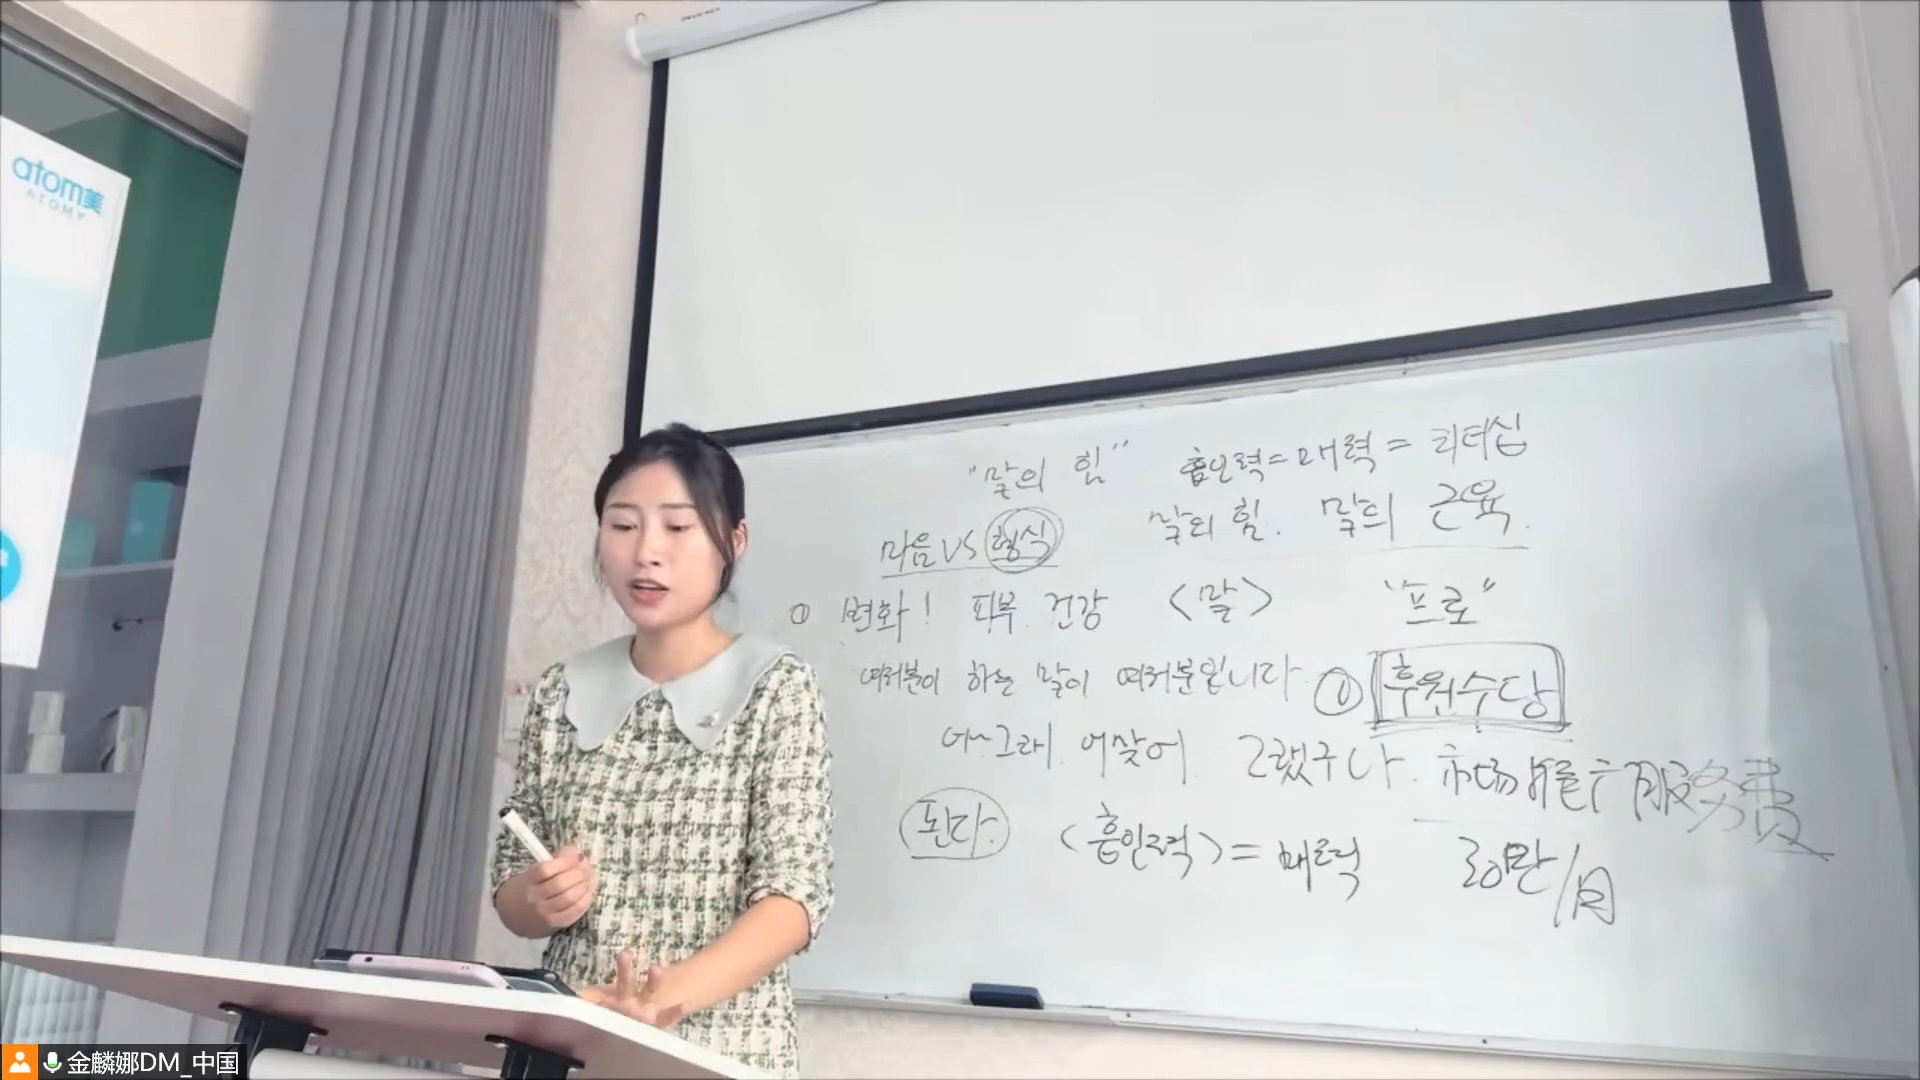 atom美
ATOMY
"말의 힘"
흡인력=매력=리더십
말의 힘. 말의 근육.
마음 VS 형식
① 변화! 피부 건강 <말> "프로"
여러분이 하는 말이 여러분입니다.
① 후원수당
아~그래 어쩟어 그랬구나.
市场推广服务费
된다.
<흡인력>=매력
30만/月
金麟娜DM_中国